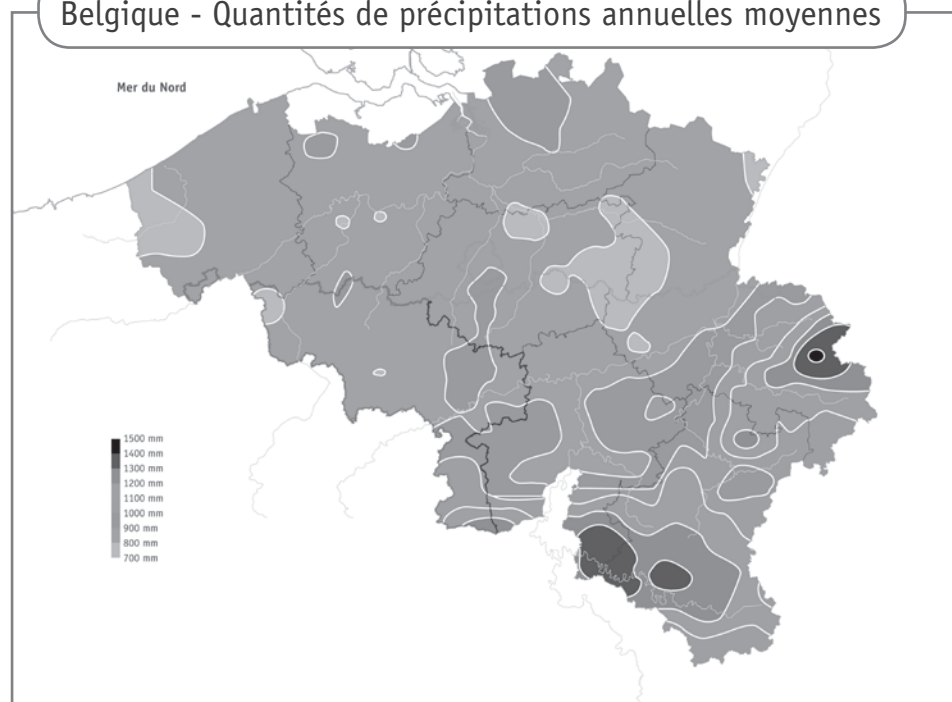 Belgique - Quantités de précipitations annuelles moyennes
Mer du Nord
1500 mm
1400 mm
1300 mm
1200 mm
1100 mm
1000 mm
900 mm
800 mm
700 mm